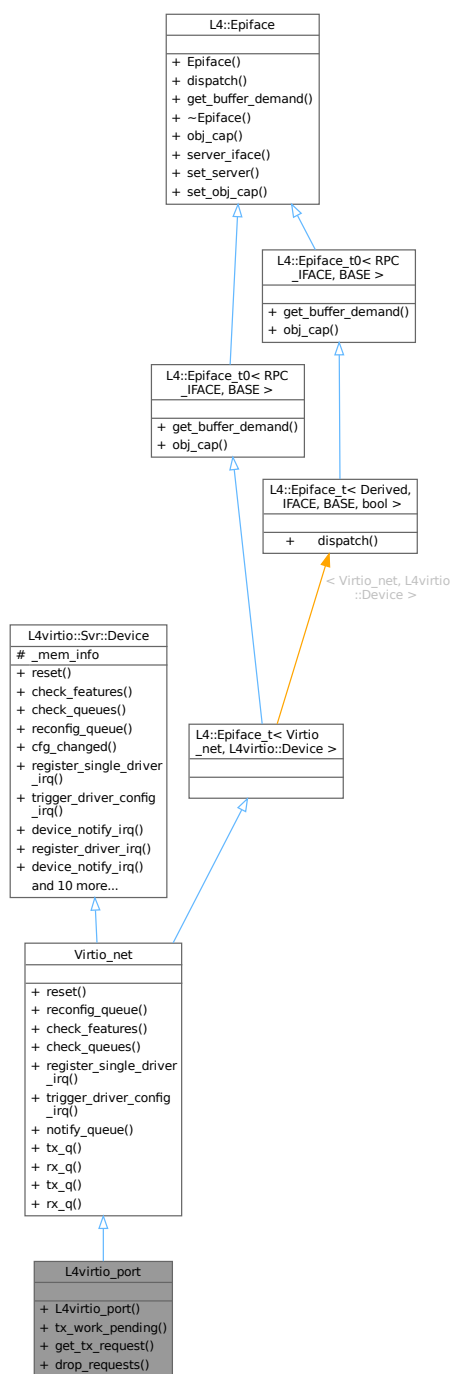 L4::Epiface
+ Epiface()
+ dispatch()
+ get_buffer_demand()
+ ~Epiface()
+ obj_cap()
+ server_iface()
+ set_server()
+ set_obj_cap()
L4::Epiface_t0< RPC
_IFACE, BASE >
+ get_buffer_demand()
+ obj_cap()
L4::Epiface_t0< RPC
_IFACE, BASE >
+ get_buffer_demand()
+ obj_cap()
L4::Epiface_t< Derived,
IFACE, BASE, bool >
+ dispatch()
< Virtio_net, L4virtio
::Device >
L4virtio::Svr::Device
# _mem_info
+ reset()
+ check_features()
+ check_queues()
+ reconfig_queue()
+ cfg_changed()
+ register_single_driver
_irq()
+ trigger_driver_config
_irq()
+ device_notify_irq()
+ register_driver_irq()
+ device_notify_irq()
and 10 more...
L4::Epiface_t< Virtio
_net, L4virtio::Device >
Virtio_net
+ reset()
+ reconfig_queue()
+ check_features()
+ check_queues()
+ register_single_driver
_irq()
+ trigger_driver_config
_irq()
+ notify_queue()
+ tx_q()
+ rx_q()
+ tx_q()
+ rx_q()
L4virtio_port
+ L4virtio_port()
+ tx_work_pending()
+ get_tx_request()
+ drop_requests()